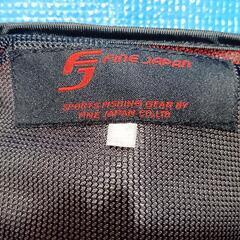 FINE JAPAN
SPORTS FISHING GEAR BY
FINE JAPAN CO.,LTD